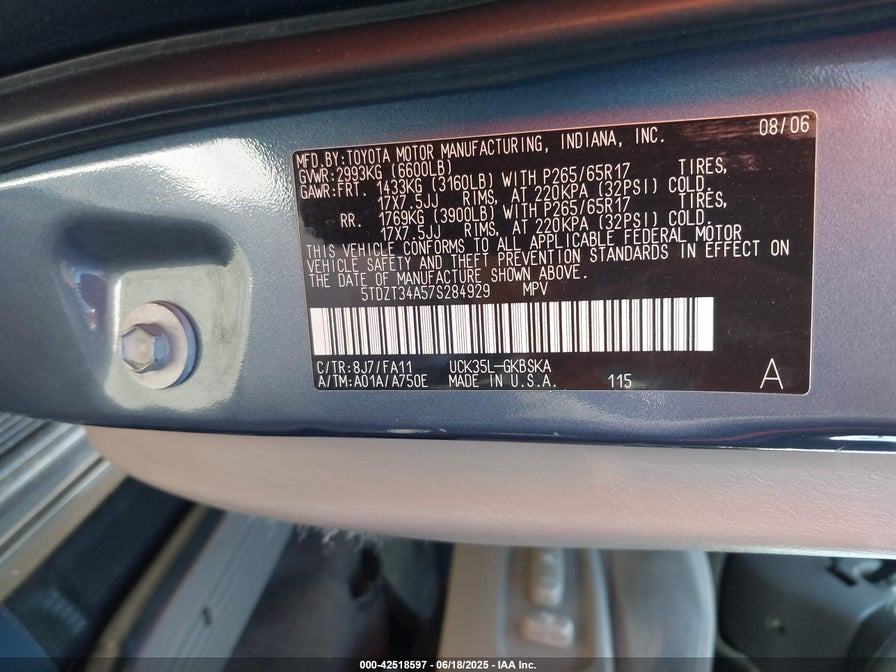 08/06
MFD.BY:TOYOTA MOTOR MANUFACTURING, INDIANA, INC.
GVWR:2993KG (6600LB)
GAWR:FRT. 1433KG (3160LB) WITH P265/65R17 TIRES,
17X7.5JJ RIMS, AT 220KPA (32PSI) COLD.
RR. 1769KG (3900LB) WITH P265/65R17 TIRES,
17X7.5JJ RIMS, AT 220KPA (32PSI) COLD.
THIS VEHICLE CONFORMS TO ALL APPLICABLE FEDERAL MOTOR
VEHICLE SAFETY AND THEFT PREVENTION STANDARDS IN EFFECT ON
THE DATE OF MANUFACTURE SHOWN ABOVE.
5TDZT34A57S284929 MPV
C/TR:8J7/FA11 UCK35L-GKBSKA
A/TM:A01A/A750E MADE IN U.S.A. 115 A
000-42518597 - 06/18/2025 - IAA Inc.